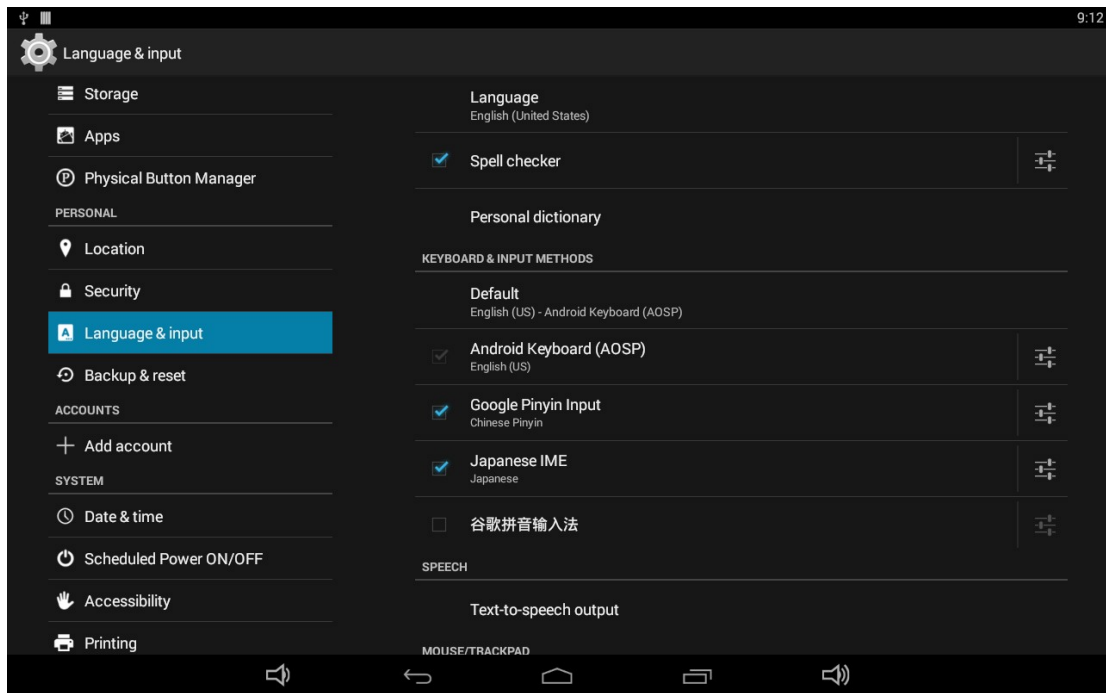 9:12
Language & input
Storage
Apps
Physical Button Manager
PERSONAL
Location
Security
Language & input
Backup & reset
ACCOUNTS
Add account
SYSTEM
Date & time
Scheduled Power ON/OFF
Accessibility
Printing
Language
English (United States)
Spell checker
Personal dictionary
KEYBOARD & INPUT METHODS
Default
English (US) - Android Keyboard (AOSP)
Android Keyboard (AOSP)
English (US)
Google Pinyin Input
Chinese Pinyin
Japanese IME
Japanese
谷歌拼音输入法
SPEECH
Text-to-speech output
MOUSE/TRACKPAD